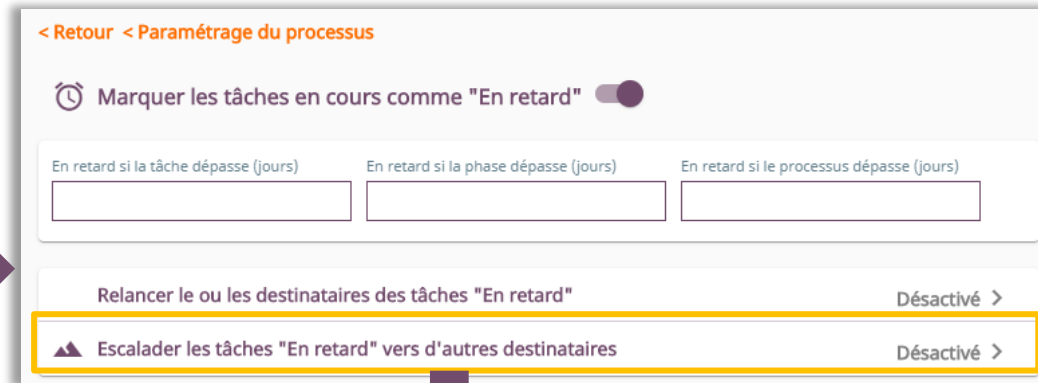 < Retour < Paramétrage du processus
Marquer les tâches en cours comme "En retard"
En retard si la tâche dépasse (jours) En retard si la phase dépasse (jours) En retard si le processus dépasse (jours)
Relancer le ou les destinataires des tâches "En retard" Désactivé >
Escalader les tâches "En retard" vers d'autres destinataires Désactivé >